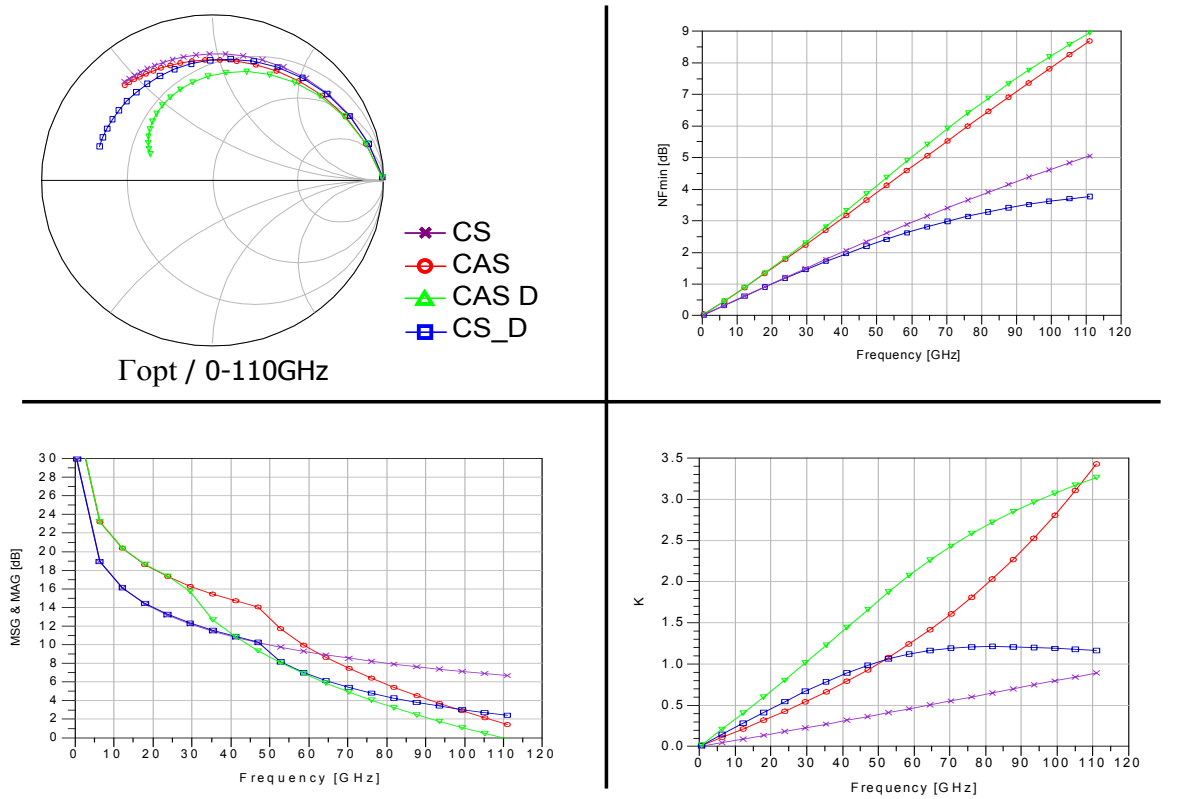 CS
CAS
CAS D
CS_D
Γopt / 0-110GHz
9
8
7
6
5
4
3
2
1
0
NFmin [dB]
0 10 20 30 40 50 60 70 80 90 100 110 120
Frequency [GHz]
30
28
26
24
22
20
18
16
14
12
10
8
6
4
2
0
MSG & MAG [dB]
0 10 20 30 40 50 60 70 80 90 100 110 120
Frequency [GHz]
3.5
3.0
2.5
2.0
1.5
1.0
0.5
0.0
K
0 10 20 30 40 50 60 70 80 90 100 110 120
Frequency [GHz]